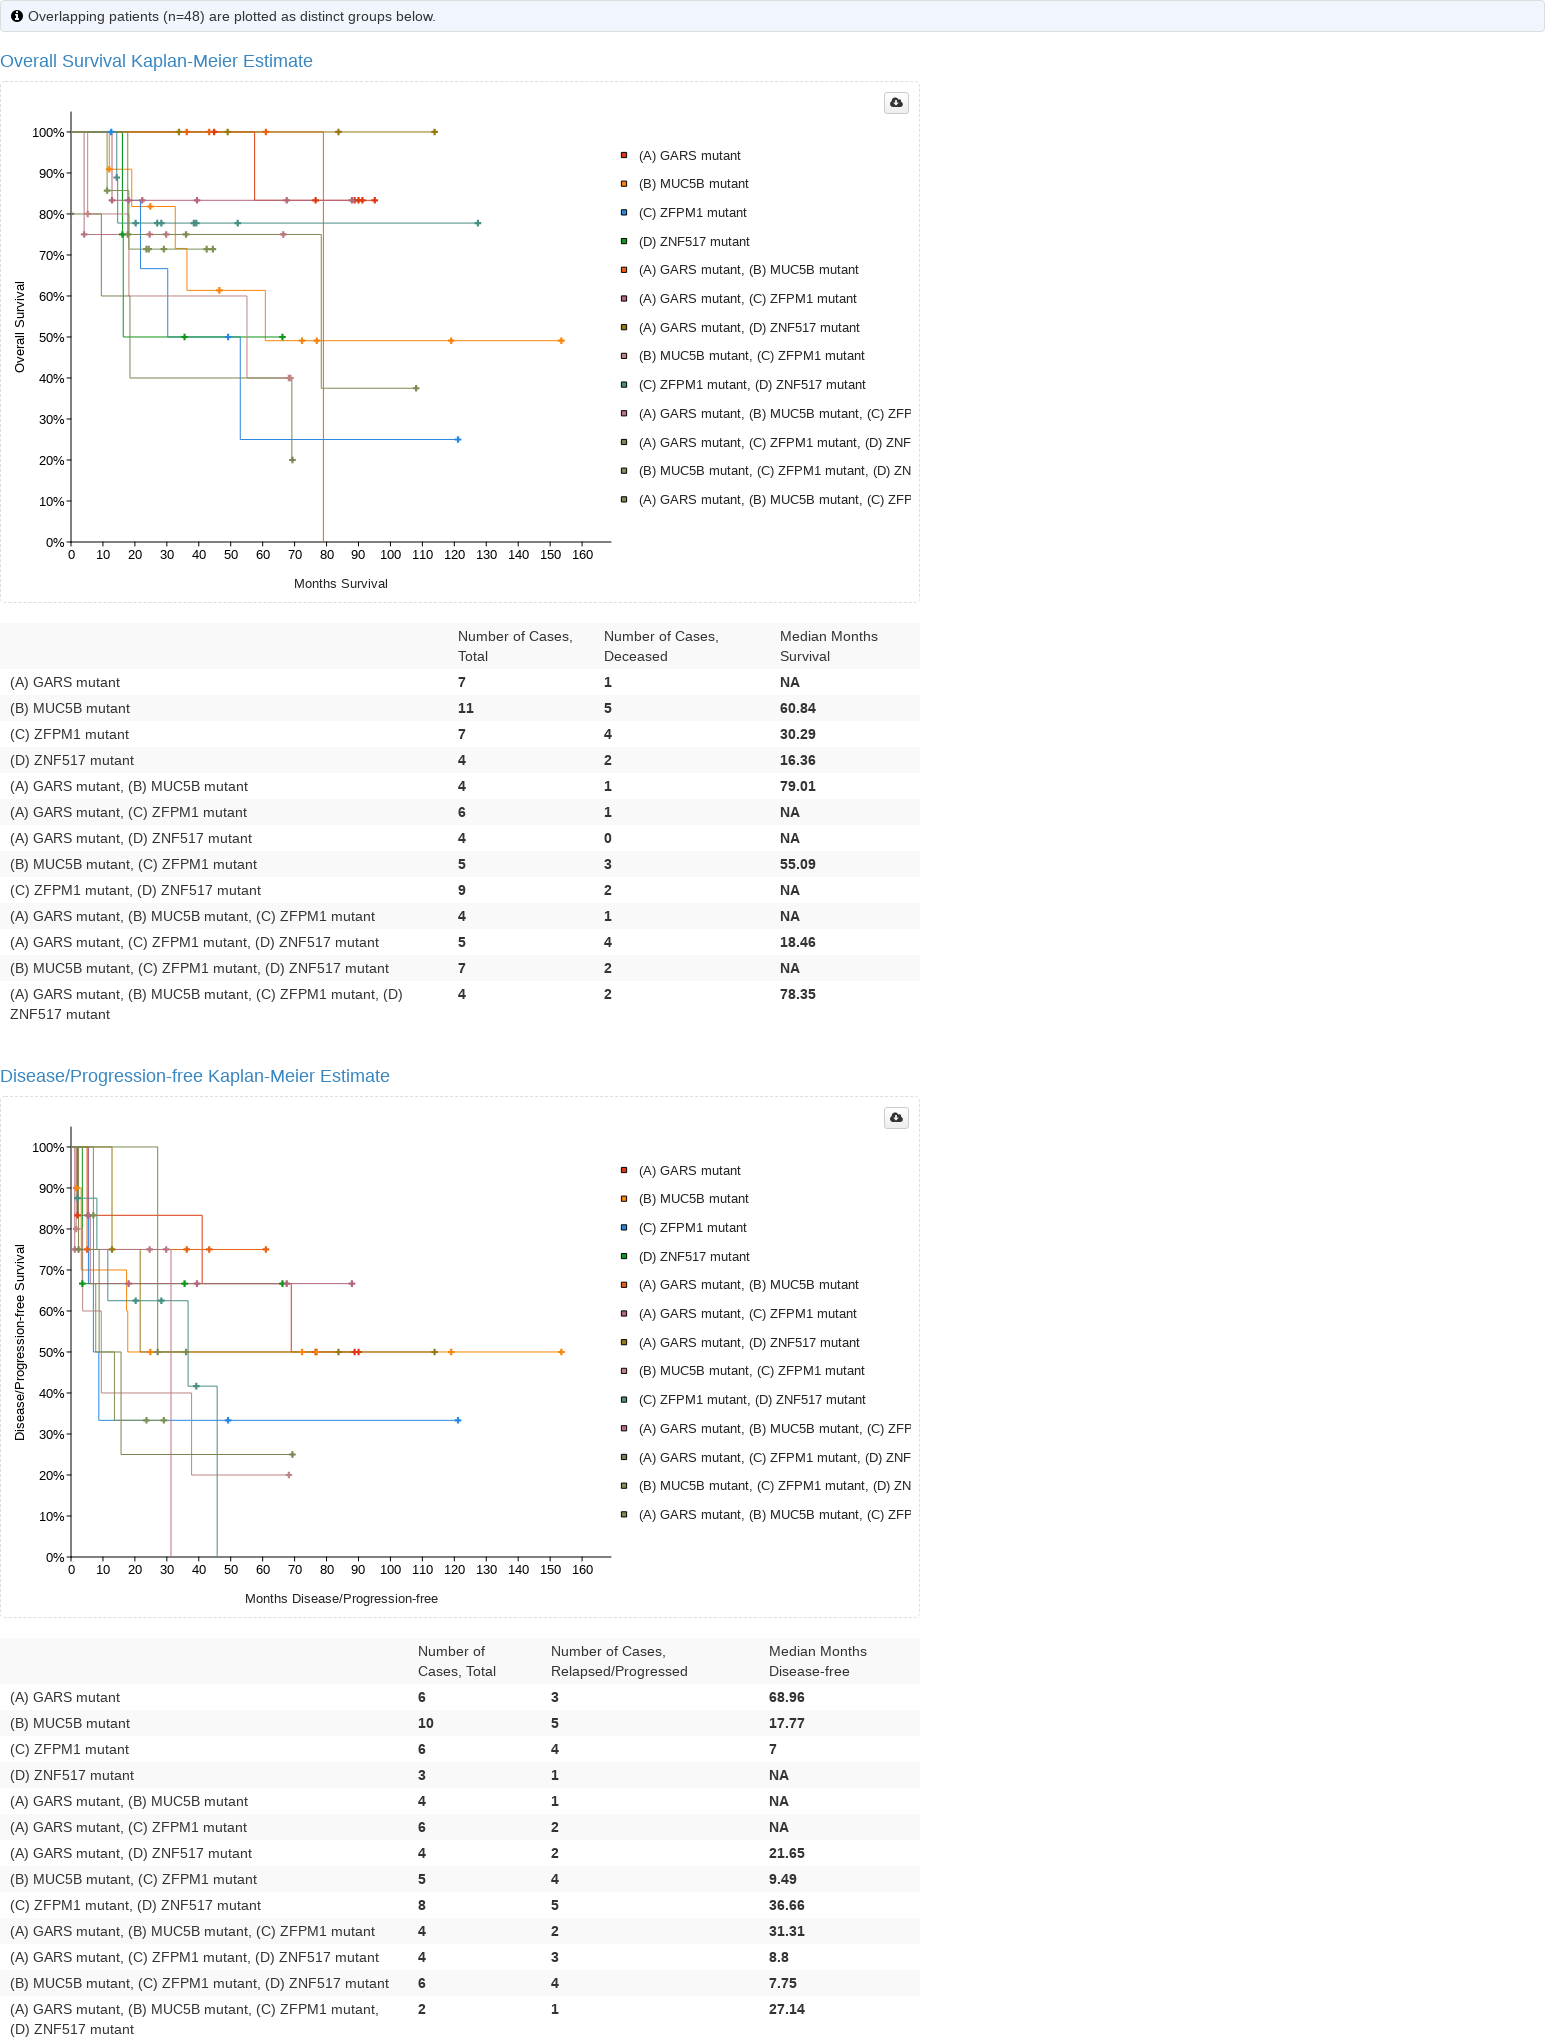 Overlapping patients (n=48) are plotted as distinct groups below.
Overall Survival Kaplan-Meier Estimate
100%
90%
80%
70%
60%
50%
40%
30%
20%
10%
0%
Overall Survival
0 10 20 30 40 50 60 70 80 90 100 110 120 130 140 150 160
Months Survival
(A) GARS mutant
(B) MUC5B mutant
(C) ZFPM1 mutant
(D) ZNF517 mutant
(A) GARS mutant, (B) MUC5B mutant
(A) GARS mutant, (C) ZFPM1 mutant
(A) GARS mutant, (D) ZNF517 mutant
(B) MUC5B mutant, (C) ZFPM1 mutant
(C) ZFPM1 mutant, (D) ZNF517 mutant
(A) GARS mutant, (B) MUC5B mutant, (C) ZFP
(A) GARS mutant, (C) ZFPM1 mutant, (D) ZNF
(B) MUC5B mutant, (C) ZFPM1 mutant, (D) ZN
(A) GARS mutant, (B) MUC5B mutant, (C) ZFP
Number of Cases, Total Number of Cases, Deceased Median Months Survival
(A) GARS mutant 7 1 NA
(B) MUC5B mutant 11 5 60.84
(C) ZFPM1 mutant 7 4 30.29
(D) ZNF517 mutant 4 2 16.36
(A) GARS mutant, (B) MUC5B mutant 4 1 79.01
(A) GARS mutant, (C) ZFPM1 mutant 6 1 NA
(A) GARS mutant, (D) ZNF517 mutant 4 0 NA
(B) MUC5B mutant, (C) ZFPM1 mutant 5 3 55.09
(C) ZFPM1 mutant, (D) ZNF517 mutant 9 2 NA
(A) GARS mutant, (B) MUC5B mutant, (C) ZFPM1 mutant 4 1 NA
(A) GARS mutant, (C) ZFPM1 mutant, (D) ZNF517 mutant 5 4 18.46
(B) MUC5B mutant, (C) ZFPM1 mutant, (D) ZNF517 mutant 7 2 NA
(A) GARS mutant, (B) MUC5B mutant, (C) ZFPM1 mutant, (D) 4 2 78.35
ZNF517 mutant
Disease/Progression-free Kaplan-Meier Estimate
100%
90%
80%
70%
60%
50%
40%
30%
20%
10%
0%
Disease/Progression-free Survival
0 10 20 30 40 50 60 70 80 90 100 110 120 130 140 150 160
Months Disease/Progression-free
(A) GARS mutant
(B) MUC5B mutant
(C) ZFPM1 mutant
(D) ZNF517 mutant
(A) GARS mutant, (B) MUC5B mutant
(A) GARS mutant, (C) ZFPM1 mutant
(A) GARS mutant, (D) ZNF517 mutant
(B) MUC5B mutant, (C) ZFPM1 mutant
(C) ZFPM1 mutant, (D) ZNF517 mutant
(A) GARS mutant, (B) MUC5B mutant, (C) ZFP
(A) GARS mutant, (C) ZFPM1 mutant, (D) ZNF
(B) MUC5B mutant, (C) ZFPM1 mutant, (D) ZN
(A) GARS mutant, (B) MUC5B mutant, (C) ZFP
Number of Cases, Total Number of Cases, Relapsed/Progressed Median Months Disease-free
(A) GARS mutant 6 3 68.96
(B) MUC5B mutant 10 5 17.77
(C) ZFPM1 mutant 6 4 7
(D) ZNF517 mutant 3 1 NA
(A) GARS mutant, (B) MUC5B mutant 4 1 NA
(A) GARS mutant, (C) ZFPM1 mutant 6 2 NA
(A) GARS mutant, (D) ZNF517 mutant 4 2 21.65
(B) MUC5B mutant, (C) ZFPM1 mutant 5 4 9.49
(C) ZFPM1 mutant, (D) ZNF517 mutant 8 5 36.66
(A) GARS mutant, (B) MUC5B mutant, (C) ZFPM1 mutant 4 2 31.31
(A) GARS mutant, (C) ZFPM1 mutant, (D) ZNF517 mutant 4 3 8.8
(B) MUC5B mutant, (C) ZFPM1 mutant, (D) ZNF517 mutant 6 4 7.75
(A) GARS mutant, (B) MUC5B mutant, (C) ZFPM1 mutant, 2 1 27.14
(D) ZNF517 mutant